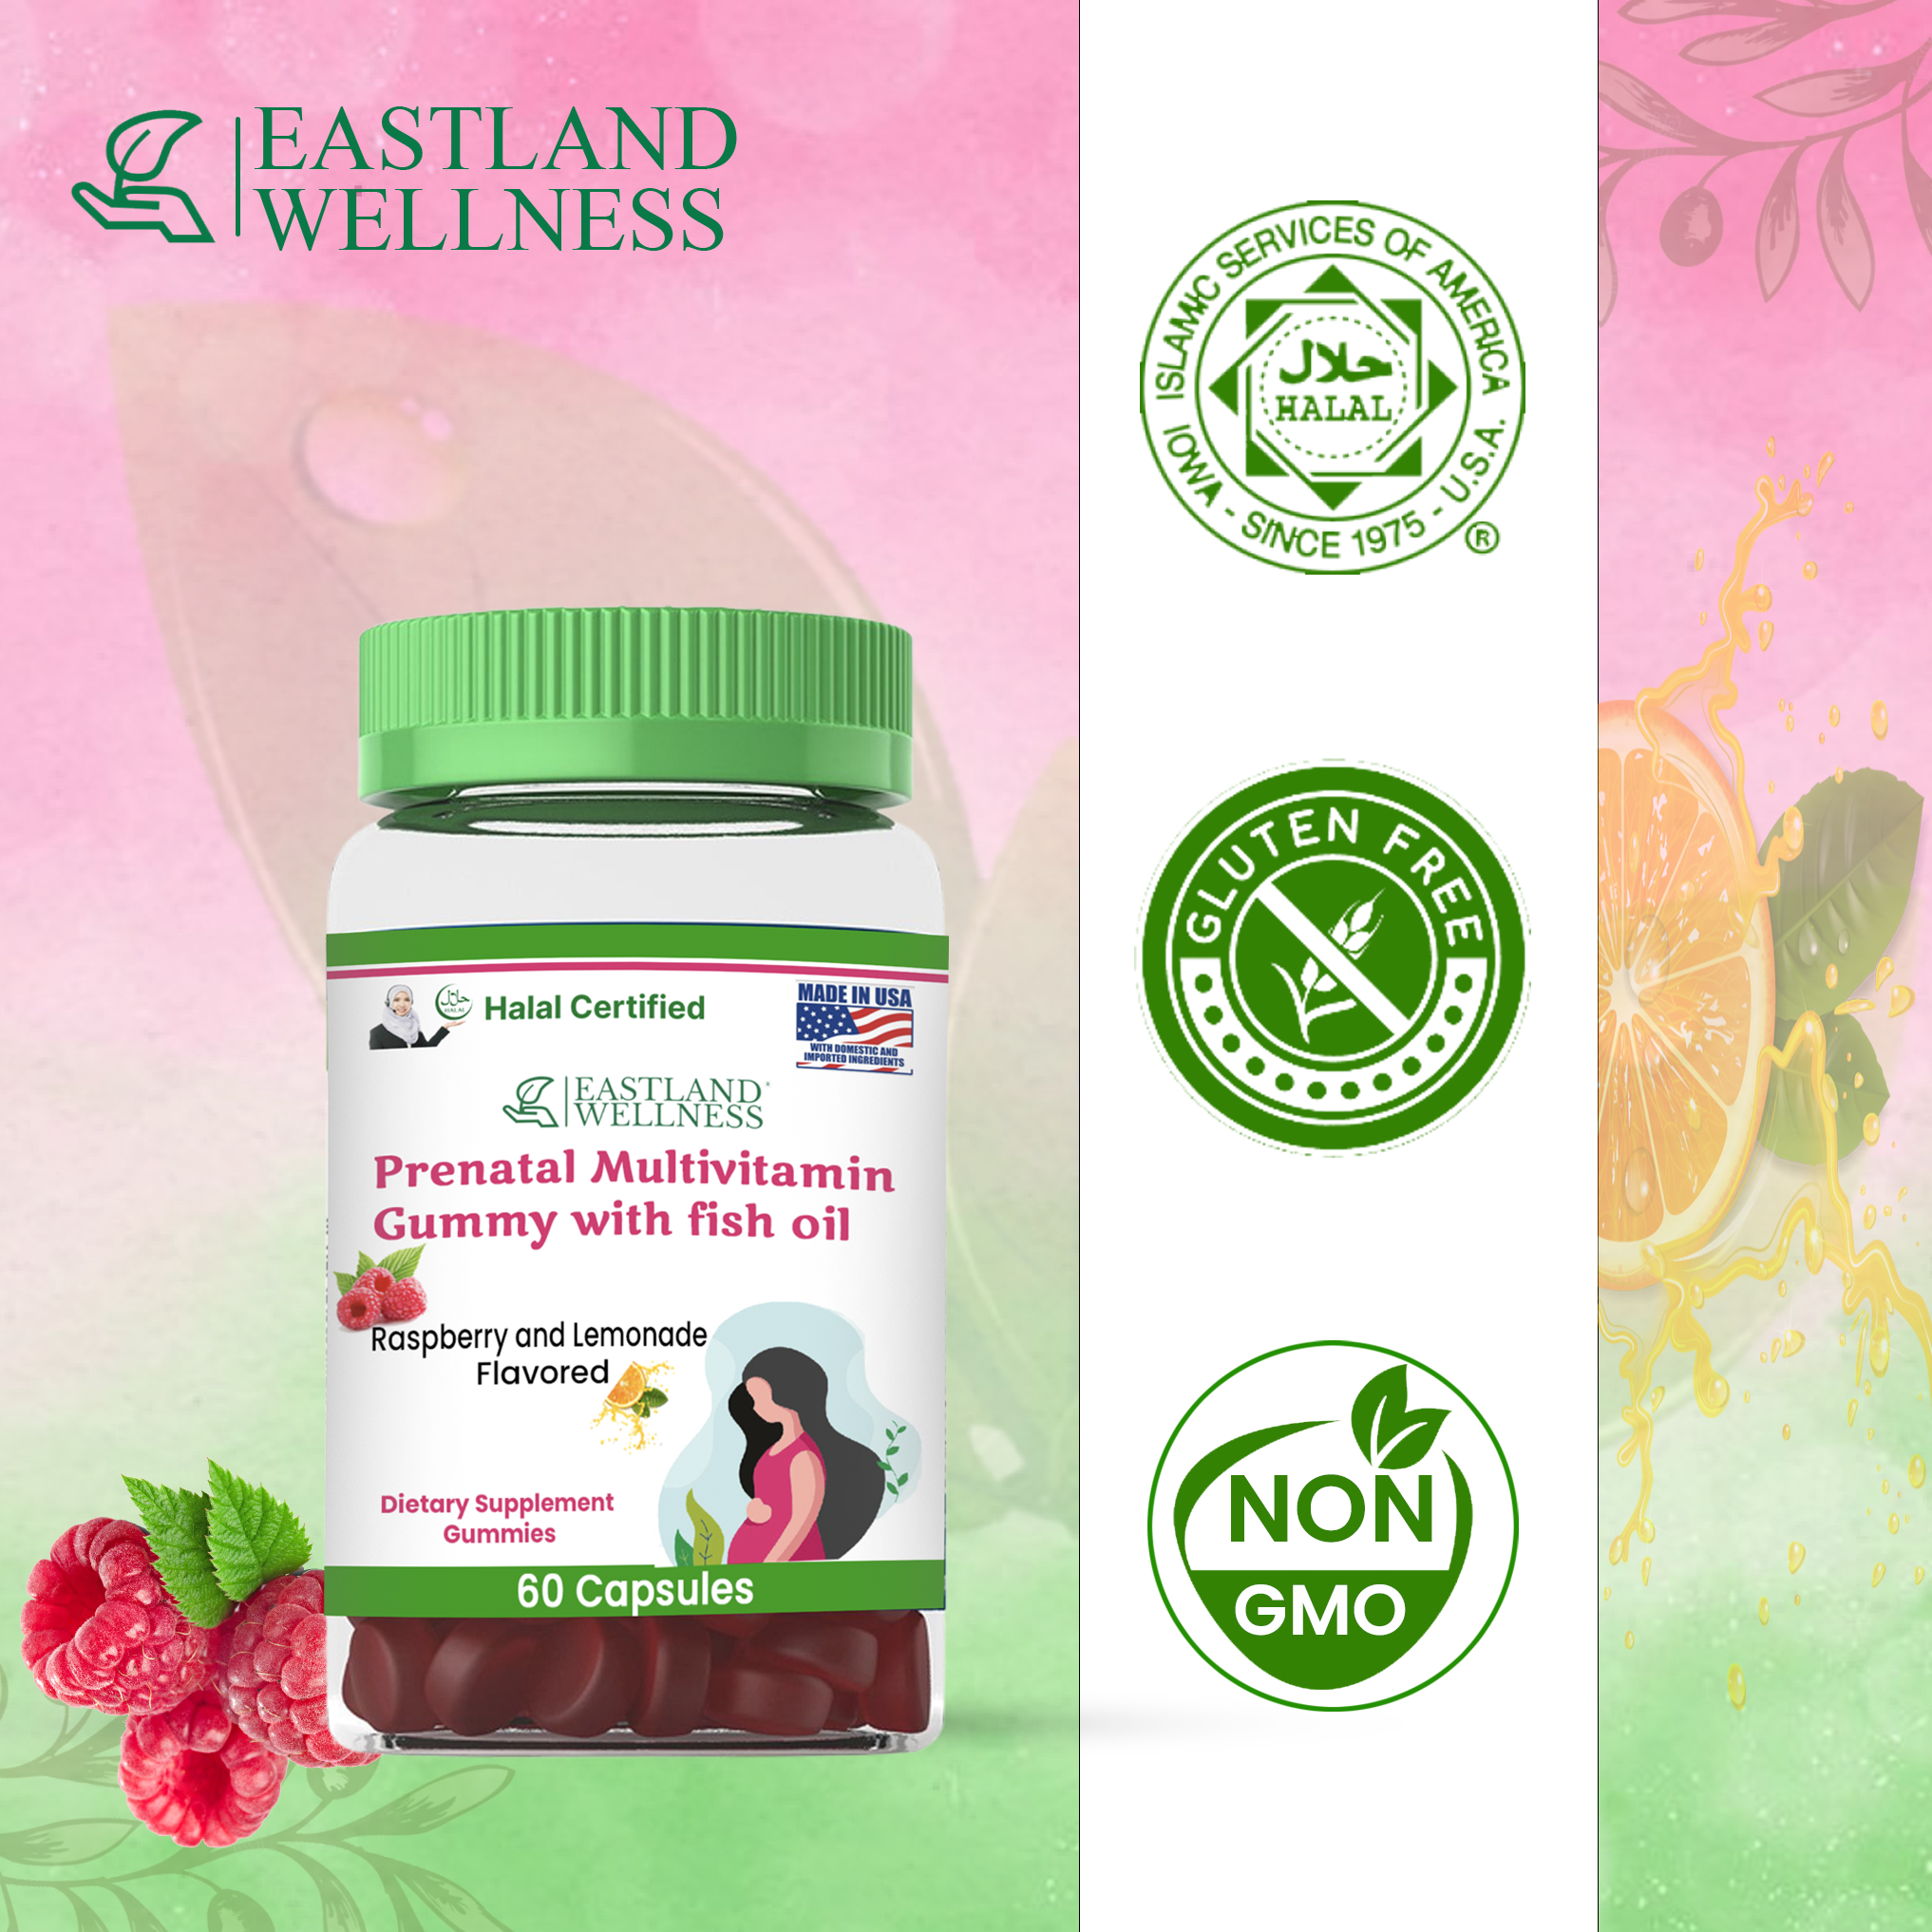 EASTLAND
WELLNESS
Halal Certified
حلال
HALAL
MADE IN USA
WITH DOMESTIC AND
IMPORTED INGREDIENTS
EASTLAND
WELLNESS
Prenatal Multivitamin
Gummy with fish oil
Raspberry and Lemonade
Flavored
Dietary Supplement
Gummies
60 Capsules
ISLAMIC SERVICES OF AMERICA
حلال
HALAL
IOWA - SINCE 1975 - U.S.A.
®
GLUTEN FREE
NON
GMO